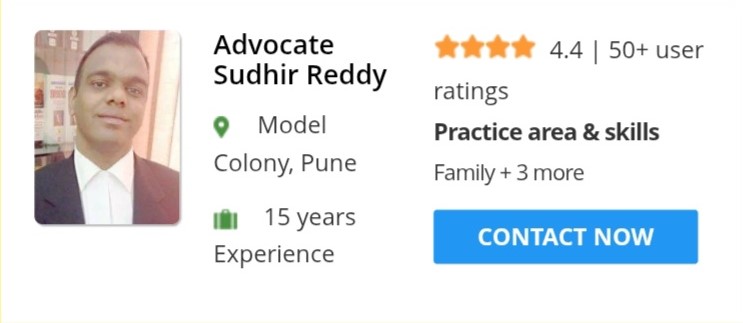 Advocate
Sudhir Reddy
Model
Colony, Pune
15 years
Experience
4.4 | 50+ user
ratings
Practice area & skills
Family + 3 more
CONTACT NOW